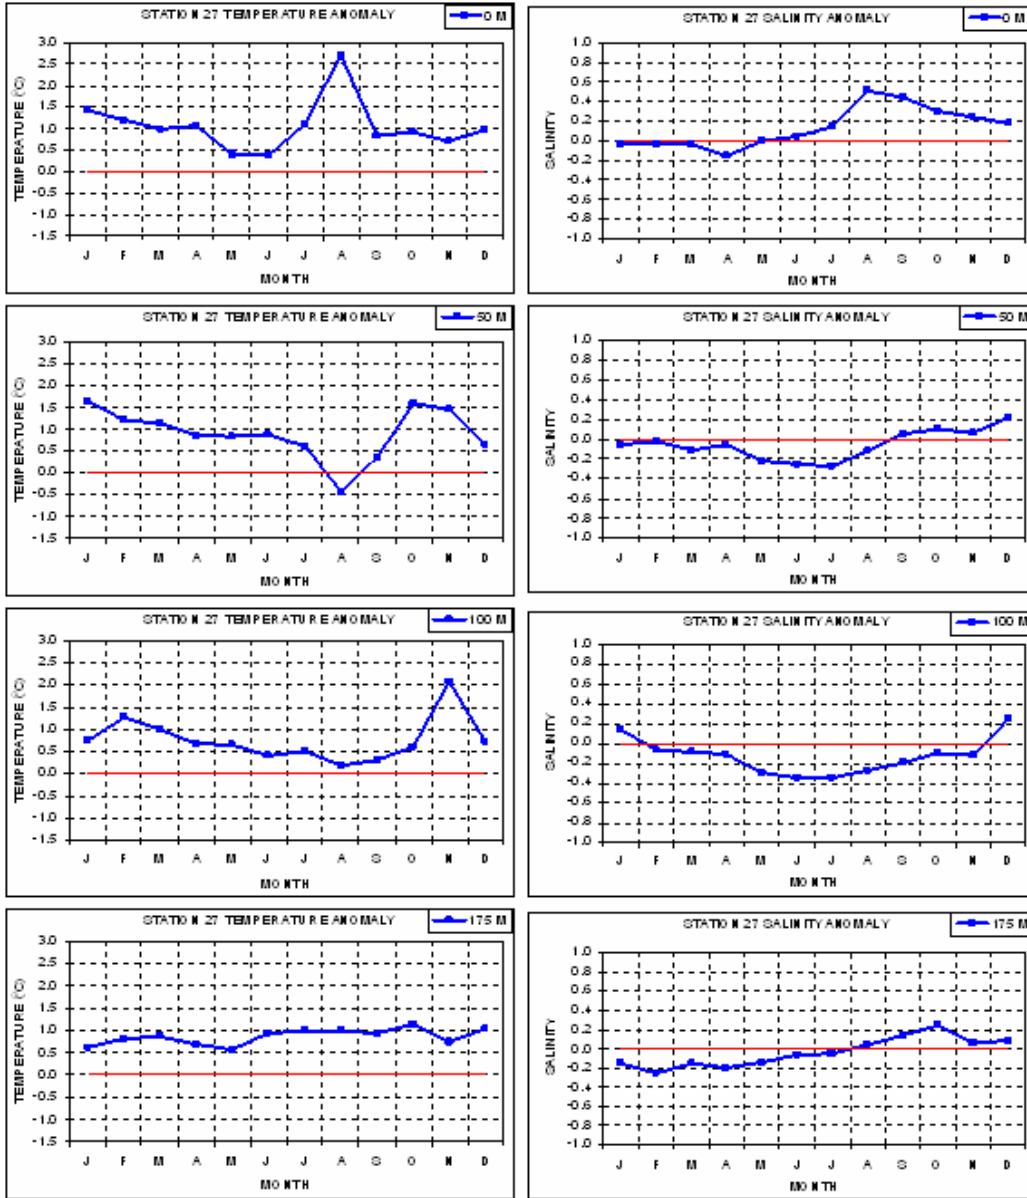 STATION 27 TEMPERATURE ANOMALY
0 M
TEMPERATURE (°C)
3.0
2.5
2.0
1.5
1.0
0.5
0.0
-0.5
-1.0
-1.5
J F M A M J J A S O N D
MONTH
STATION 27 SALINITY ANOMALY
0 M
SALINITY
1.0
0.8
0.6
0.4
0.2
0.0
-0.2
-0.4
-0.6
-0.8
-1.0
J F M A M J J A S O N D
MONTH
STATION 27 TEMPERATURE ANOMALY
50 M
TEMPERATURE (°C)
3.0
2.5
2.0
1.5
1.0
0.5
0.0
-0.5
-1.0
-1.5
J F M A M J J A S O N D
MONTH
STATION 27 SALINITY ANOMALY
50 M
SALINITY
1.0
0.8
0.6
0.4
0.2
0.0
-0.2
-0.4
-0.6
-0.8
-1.0
J F M A M J J A S O N D
MONTH
STATION 27 TEMPERATURE ANOMALY
100 M
TEMPERATURE (°C)
3.0
2.5
2.0
1.5
1.0
0.5
0.0
-0.5
-1.0
-1.5
J F M A M J J A S O N D
MONTH
STATION 27 SALINITY ANOMALY
100 M
SALINITY
1.0
0.8
0.6
0.4
0.2
0.0
-0.2
-0.4
-0.6
-0.8
-1.0
J F M A M J J A S O N D
MONTH
STATION 27 TEMPERATURE ANOMALY
175 M
TEMPERATURE (°C)
3.0
2.5
2.0
1.5
1.0
0.5
0.0
-0.5
-1.0
-1.5
J F M A M J J A S O N D
MONTH
STATION 27 SALINITY ANOMALY
175 M
SALINITY
1.0
0.8
0.6
0.4
0.2
0.0
-0.2
-0.4
-0.6
-0.8
-1.0
J F M A M J J A S O N D
MONTH